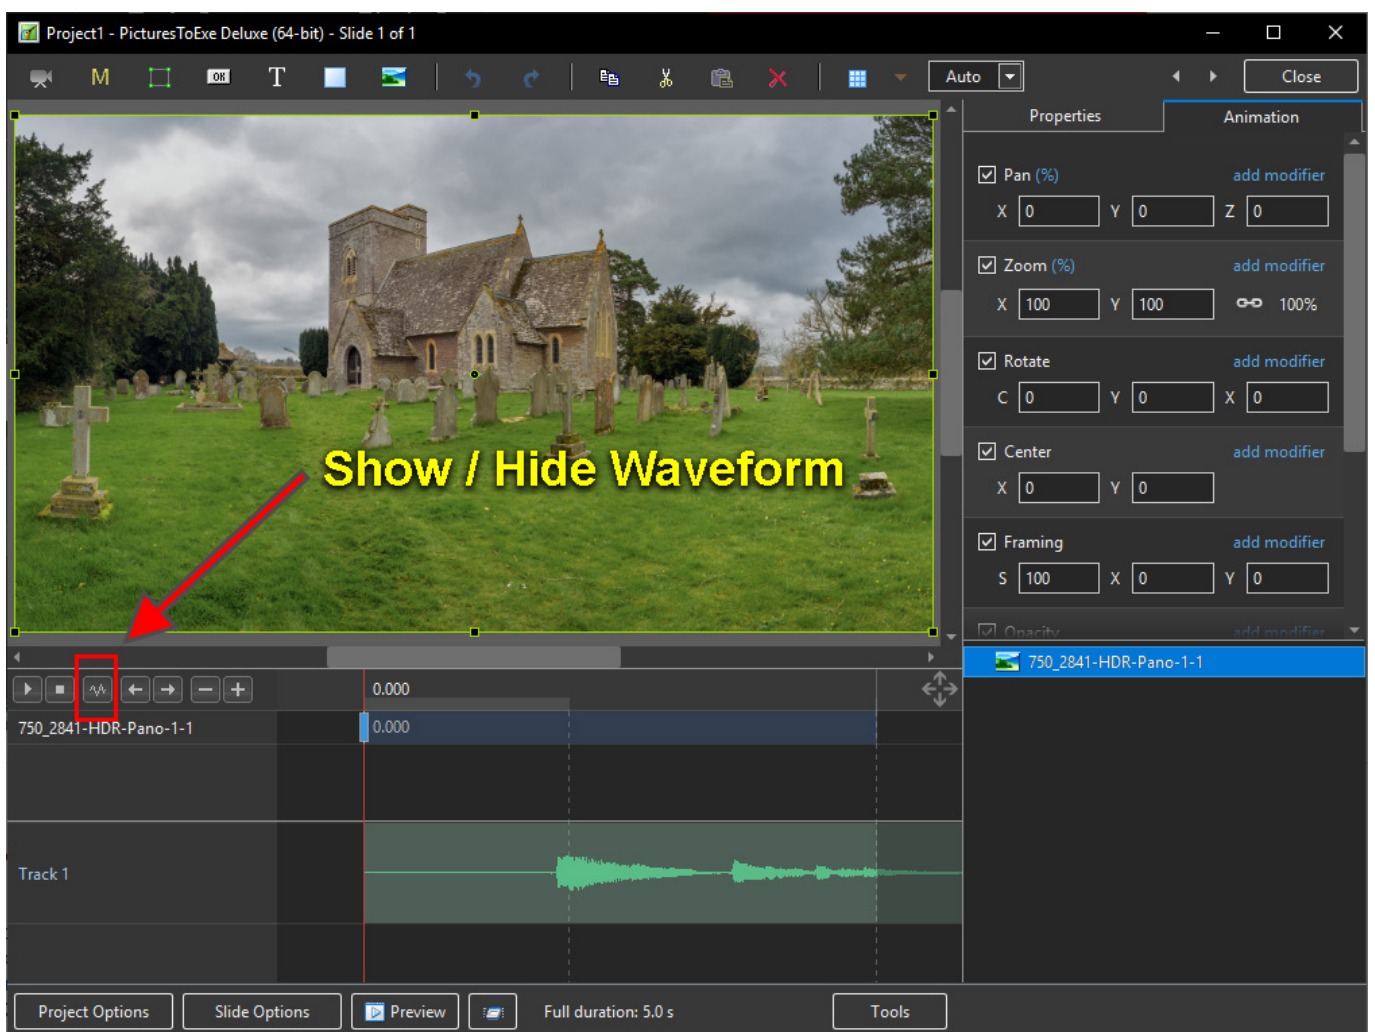 Project1 - PicturesToExe Deluxe (64-bit) - Slide 1 of 1
M OK T Auto Close
Properties Animation
Pan (%) add modifier
X 0 Y 0 Z 0
Zoom (%) add modifier
X 100 Y 100 100%
Rotate add modifier
C 0 Y 0 X 0
Center add modifier
X 0 Y 0
Framing add modifier
S 100 X 0 Y 0
Opacity add modifier
Show / Hide Waveform
750_2841-HDR-Pano-1-1
0.000
750_2841-HDR-Pano-1-1 0.000
Track 1
Project Options Slide Options Preview Full duration: 5.0 s Tools